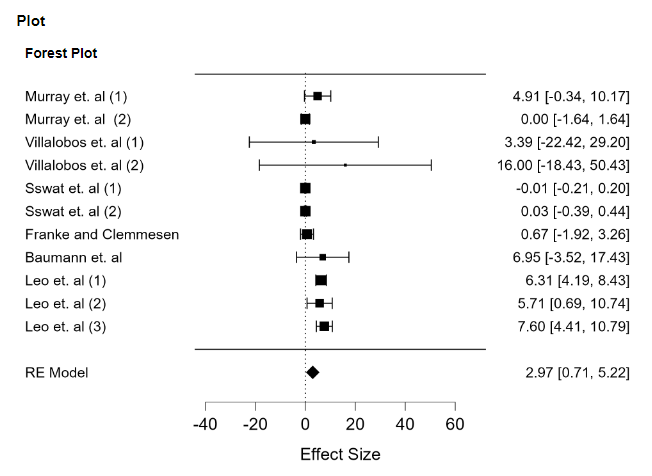 Plot
Forest Plot
Murray et. al (1) 4.91 [-0.34, 10.17]
Murray et. al  (2) 0.00 [-1.64, 1.64]
Villalobos et. al (1) 3.39 [-22.42, 29.20]
Villalobos et. al (2) 16.00 [-18.43, 50.43]
Sswat et. al (1) -0.01 [-0.21, 0.20]
Sswat et. al (2) 0.03 [-0.39, 0.44]
Franke and Clemmesen 0.67 [-1.92, 3.26]
Baumann et. al 6.95 [-3.52, 17.43]
Leo et. al (1) 6.31 [4.19, 8.43]
Leo et. al (2) 5.71 [0.69, 10.74]
Leo et. al (3) 7.60 [4.41, 10.79]
RE Model 2.97 [0.71, 5.22]
-40 -20 0 20 40 60
Effect Size